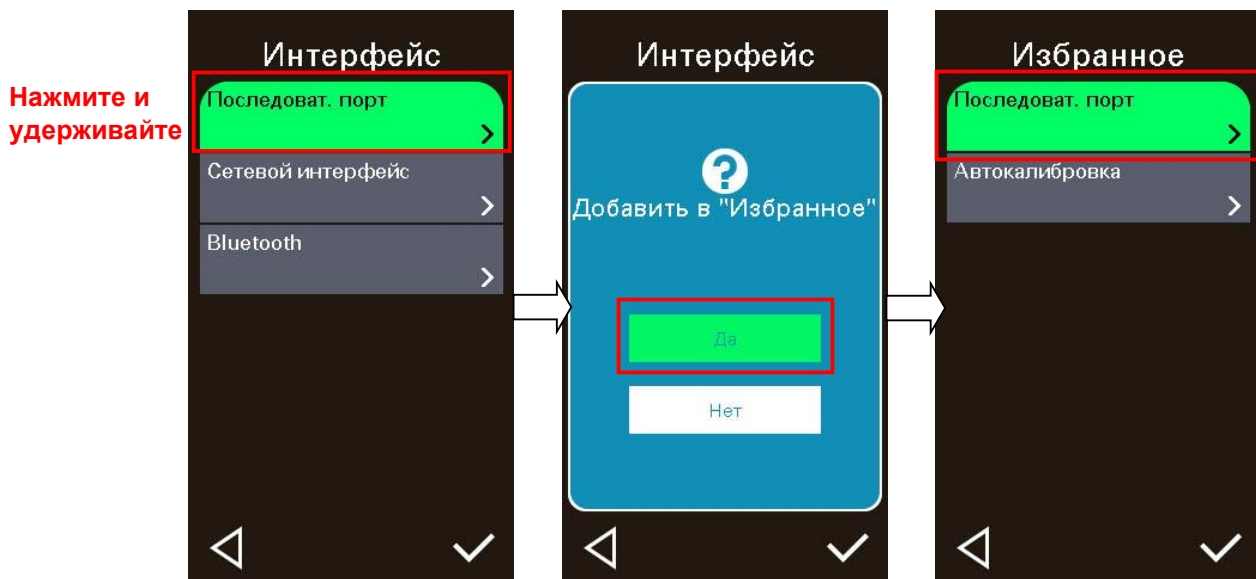 Нажмите и
удерживайте
Интерфейс
Последоват. порт
Сетевой интерфейс
Bluetooth
Интерфейс
?
Добавить в "Избранное"
Да
Нет
Избранное
Последоват. порт
Автокалибровка